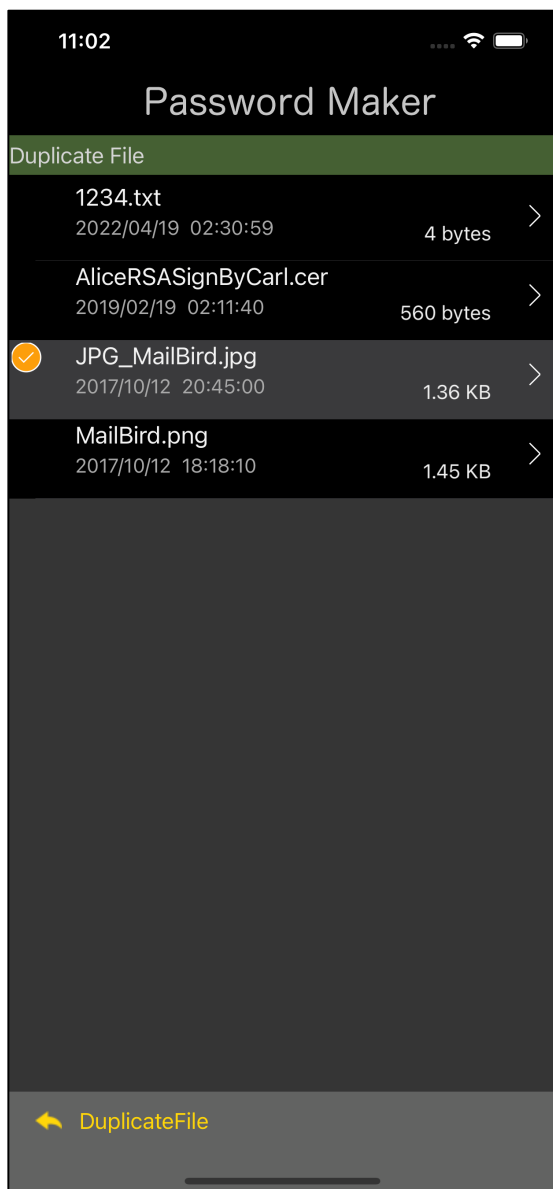 11:02
Password Maker
Duplicate File
1234.txt
2022/04/19 02:30:59
4 bytes
AliceRSASignByCarl.cer
2019/02/19 02:11:40
560 bytes
JPG_MailBird.jpg
2017/10/12 20:45:00
1.36 KB
MailBird.png
2017/10/12 18:18:10
1.45 KB
DuplicateFile